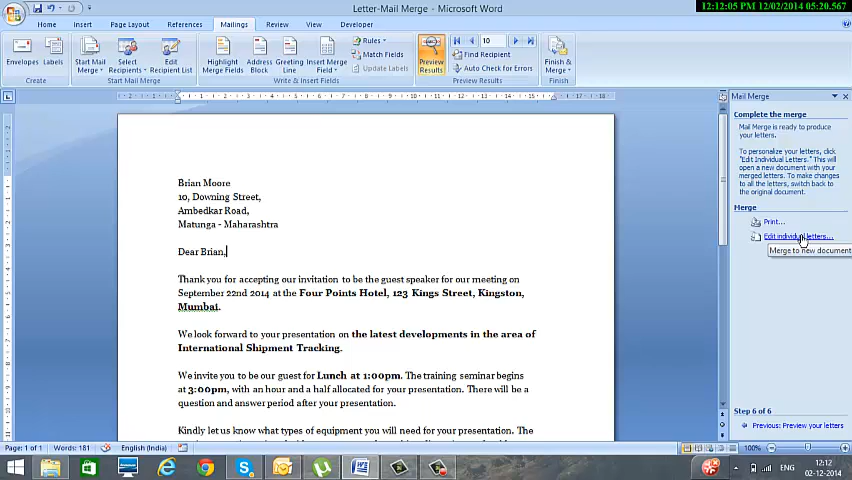 Letter-Mail Merge - Microsoft Word
12:12:05 PM 12/02/2014 05:20.567
Home Insert Page Layout References Mailings Review View Developer
Envelopes Labels
Create
Start Mail Merge
Select Recipients
Edit Recipient List
Start Mail Merge
Highlight Merge Fields
Address Block
Greeting Line
Insert Merge Field
Rules
Match Fields
Update Labels
Write & Insert Fields
Preview Results
10
Find Recipient
Auto Check for Errors
Preview Results
Finish & Merge
Finish
Brian Moore
10, Downing Street,
Ambedkar Road,
Matunga - Maharashtra
Dear Brian,
Thank you for accepting our invitation to be the guest speaker for our meeting on
September 22nd 2014 at the Four Points Hotel, 123 Kings Street, Kingston,
Mumbai.
We look forward to your presentation on the latest developments in the area of
International Shipment Tracking.
We invite you to be our guest for Lunch at 1:00pm. The training seminar begins
at 3:00pm, with an hour and a half allocated for your presentation. There will be a
question and answer period after your presentation.
Kindly let us know what types of equipment you will need for your presentation. The
Mail Merge
Complete the merge
Mail Merge is ready to produce
your letters.
To personalize your letters, click
"Edit Individual Letters." This will
open a new document with your
merged letters. To make changes
to all the letters, switch back to
the original document.
Merge
Print...
Edit individual letters...
Merge to new document
Step 6 of 6
Previous: Preview your letters
Page: 1 of 1 Words: 181 English (India) 100%
ENG
12:12
02-12-2014